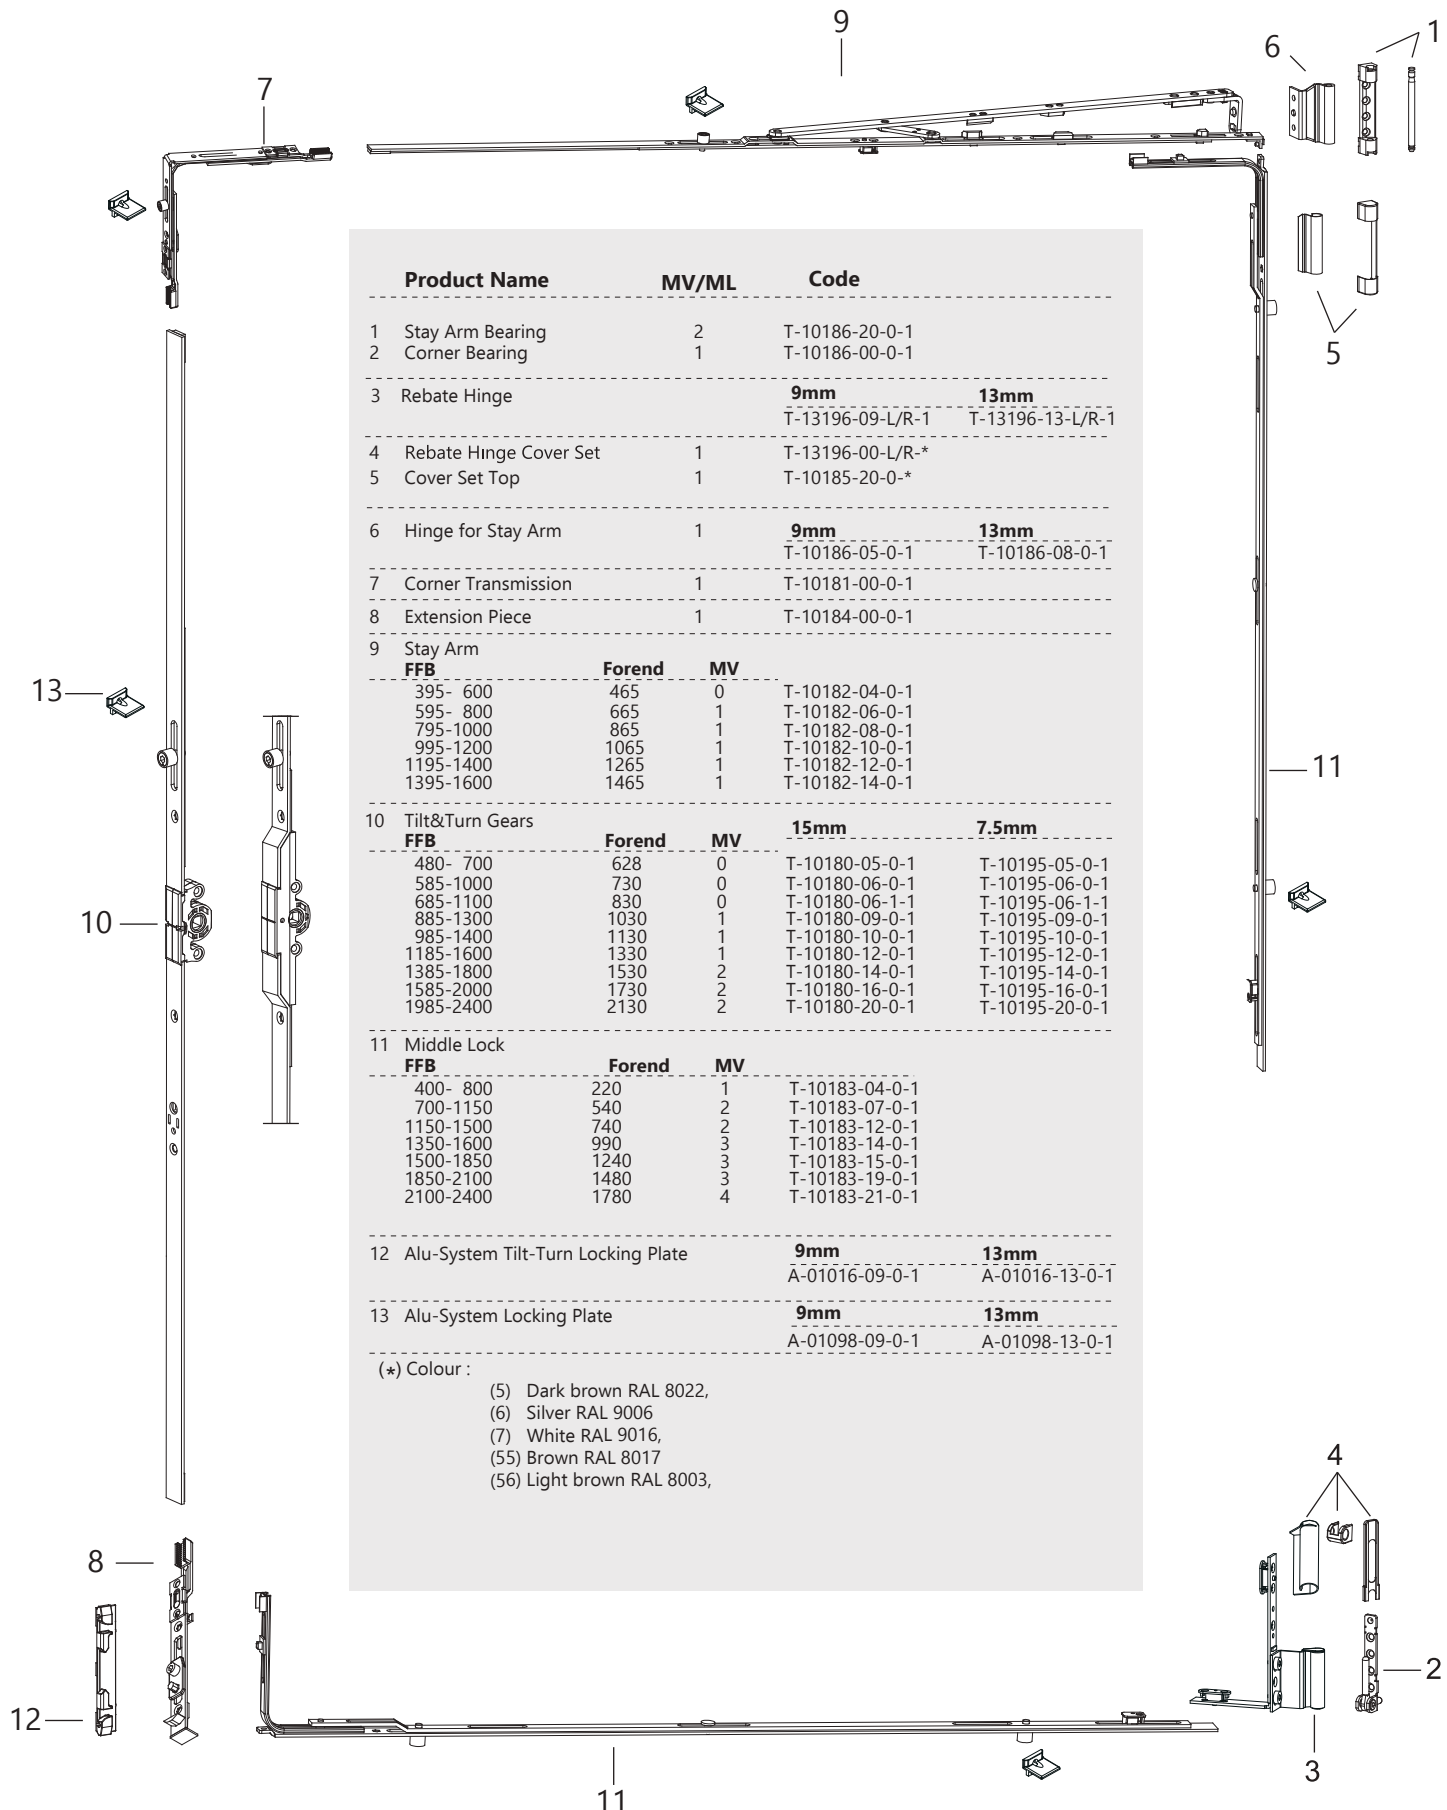 9
1
6
7
5
Product Name MV/ML Code
1 Stay Arm Bearing 2 T-10186-20-0-1
2 Corner Bearing 1 T-10186-00-0-1
3 Rebate Hinge 9mm 13mm
T-13196-09-L/R-1 T-13196-13-L/R-1
4 Rebate Hınge Cover Set 1 T-13196-00-L/R-*
5 Cover Set Top 1 T-10185-20-0-*
6 Hinge for Stay Arm 1 9mm 13mm
T-10186-05-0-1 T-10186-08-0-1
7 Corner Transmission 1 T-10181-00-0-1
8 Extension Piece 1 T-10184-00-0-1
9 Stay Arm
FFB Forend MV
395- 600 465 0 T-10182-04-0-1
595- 800 665 1 T-10182-06-0-1
795-1000 865 1 T-10182-08-0-1
995-1200 1065 1 T-10182-10-0-1
1195-1400 1265 1 T-10182-12-0-1
1395-1600 1465 1 T-10182-14-0-1
10 Tilt&Turn Gears 15mm 7.5mm
FFB Forend MV
480- 700 628 0 T-10180-05-0-1 T-10195-05-0-1
585-1000 730 0 T-10180-06-0-1 T-10195-06-0-1
685-1100 830 0 T-10180-06-1-1 T-10195-06-1-1
885-1300 1030 1 T-10180-09-0-1 T-10195-09-0-1
985-1400 1130 1 T-10180-10-0-1 T-10195-10-0-1
1185-1600 1330 1 T-10180-12-0-1 T-10195-12-0-1
1385-1800 1530 2 T-10180-14-0-1 T-10195-14-0-1
1585-2000 1730 2 T-10180-16-0-1 T-10195-16-0-1
1985-2400 2130 2 T-10180-20-0-1 T-10195-20-0-1
11 Middle Lock
FFB Forend MV
400- 800 220 1 T-10183-04-0-1
700-1150 540 2 T-10183-07-0-1
1150-1500 740 2 T-10183-12-0-1
1350-1600 990 3 T-10183-14-0-1
1500-1850 1240 3 T-10183-15-0-1
1850-2100 1480 3 T-10183-19-0-1
2100-2400 1780 4 T-10183-21-0-1
12 Alu-System Tilt-Turn Locking Plate 9mm 13mm
A-01016-09-0-1 A-01016-13-0-1
13 Alu-System Locking Plate 9mm 13mm
A-01098-09-0-1 A-01098-13-0-1
(*) Colour :
(5) Dark brown RAL 8022,
(6) Silver RAL 9006
(7) White RAL 9016,
(55) Brown RAL 8017
(56) Light brown RAL 8003,
13
11
10
4
8
2
12
3
11